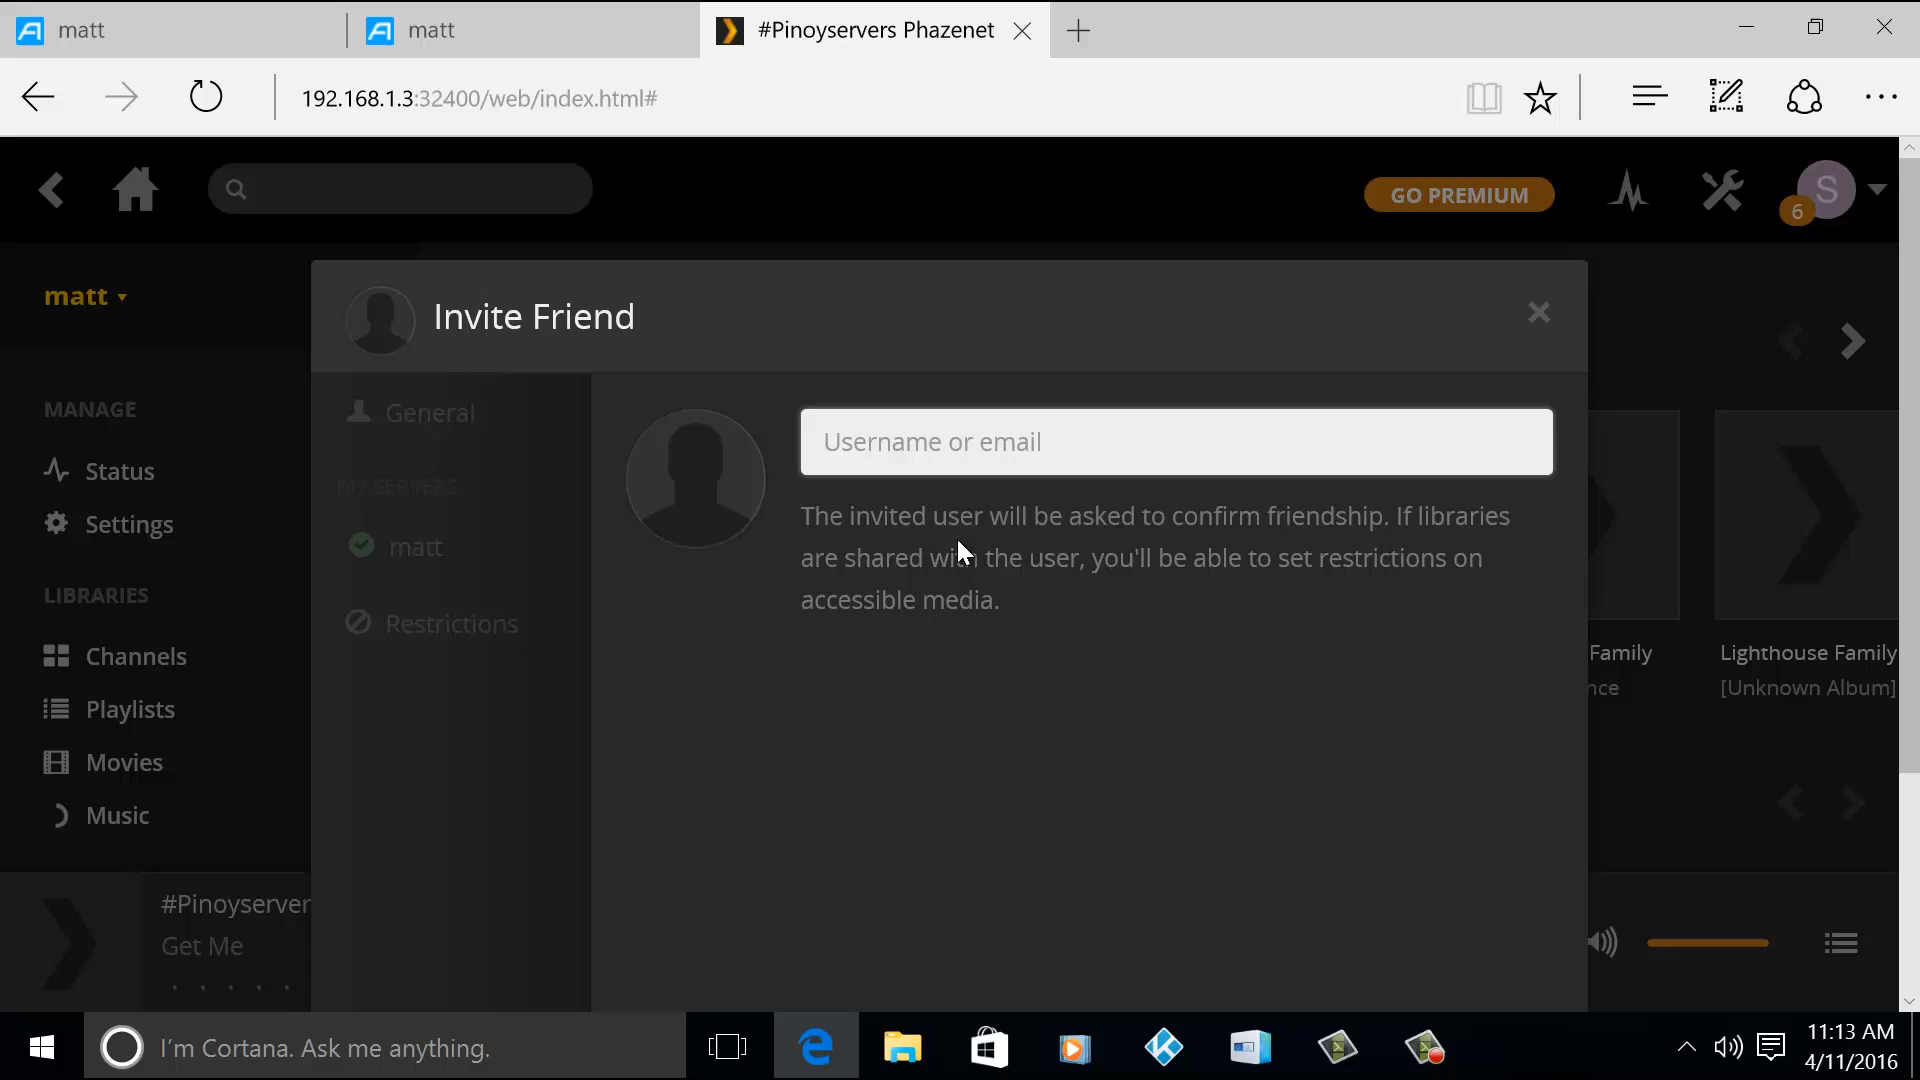 matt
matt
#Pinoyservers Phazenet
192.168.1.3:32400/web/index.html#
GO PREMIUM
S
6
matt
Invite Friend
MANAGE
Status
Settings
LIBRARIES
Channels
Playlists
Movies
Music
General
MY SERVERS
matt
Restrictions
Username or email
The invited user will be asked to confirm friendship. If libraries
are shared with the user, you'll be able to set restrictions on
accessible media.
Family
nce
Lighthouse Family
[Unknown Album]
#Pinoyserver
Get Me
I'm Cortana. Ask me anything.
11:13 AM
4/11/2016